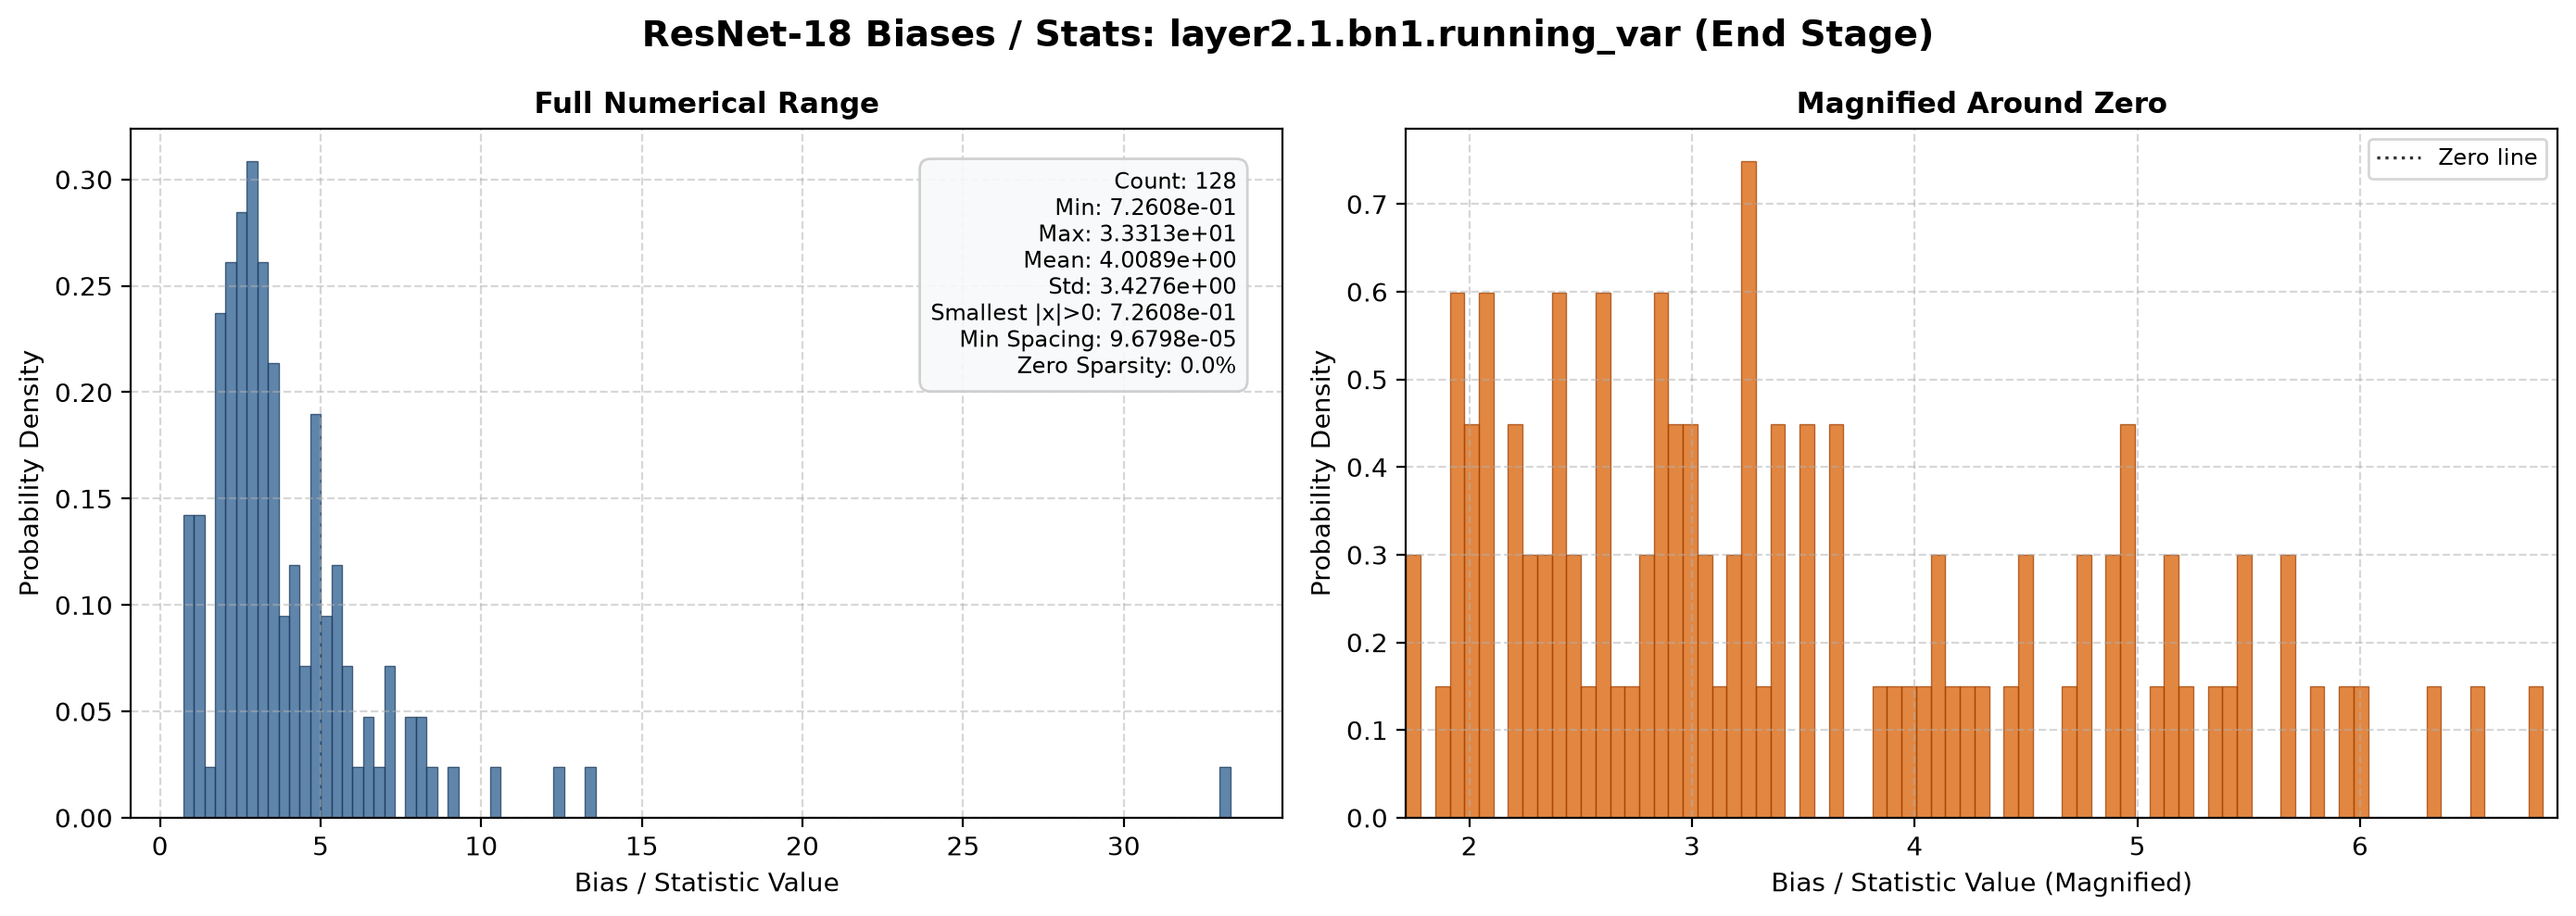 ResNet-18 Biases / Stats: layer2.1.bn1.running_var (End Stage)
Full Numerical Range
Probability Density
0.30
0.25
0.20
0.15
0.10
0.05
0.00
Count: 128
Min: 7.2608e-01
Max: 3.3313e+01
Mean: 4.0089e+00
Std: 3.4276e+00
Smallest |x|>0: 7.2608e-01
Min Spacing: 9.6798e-05
Zero Sparsity: 0.0%
0 5 10 15 20 25 30
Bias / Statistic Value
Magnified Around Zero
Probability Density
0.7
0.6
0.5
0.4
0.3
0.2
0.1
0.0
Zero line
2 3 4 5 6
Bias / Statistic Value (Magnified)